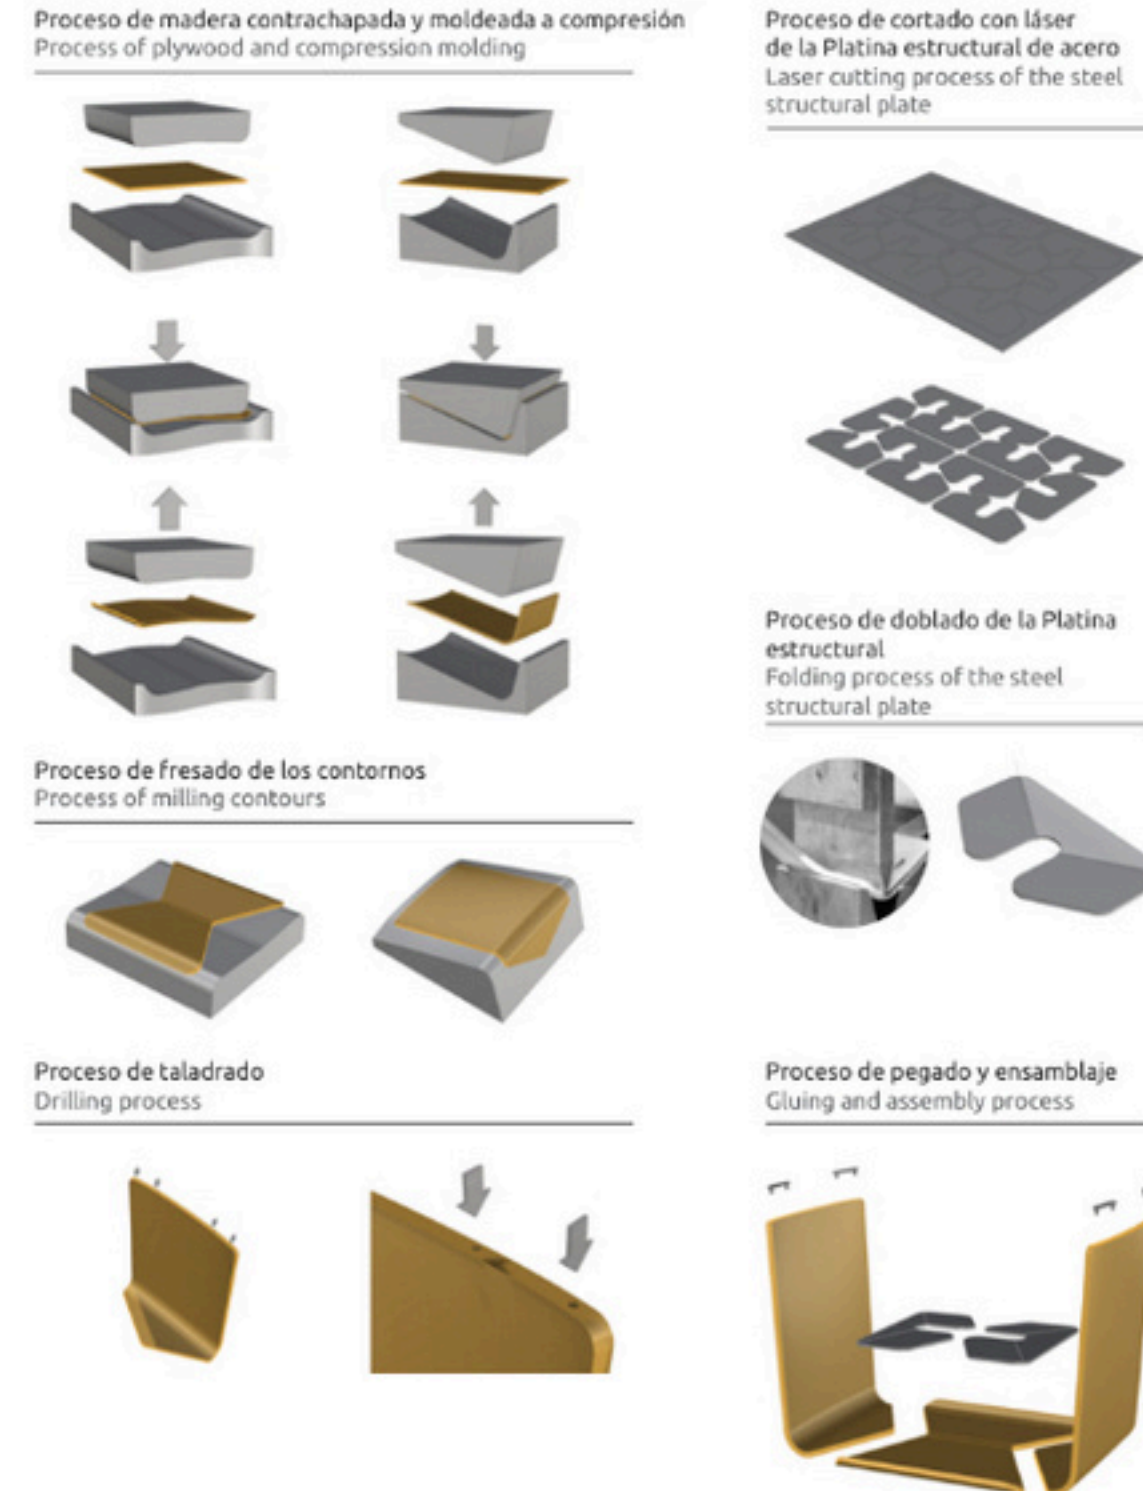 Proceso de madera contrachapada y moldeada a compresión
Process of plywood and compression molding
Proceso de fresado de los contornos
Process of milling contours
Proceso de taladrado
Drilling process
Proceso de cortado con láser
de la Platina estructural de acero
Laser cutting process of the steel
structural plate
Proceso de doblado de la Platina
estructural
Folding process of the steel
structural plate
Proceso de pegado y ensamblaje
Gluing and assembly process